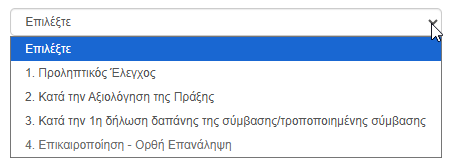 Επιλέξτε
Επιλέξτε
1. Προληπτικός Έλεγχος
2. Κατά την Αξιολόγηση της Πράξης
3. Κατά την 1η δήλωση δαπάνης της σύμβασης/τροποποιημένης σύμβασης
4. Επικαιροποίηση - Ορθή Επανάληψη